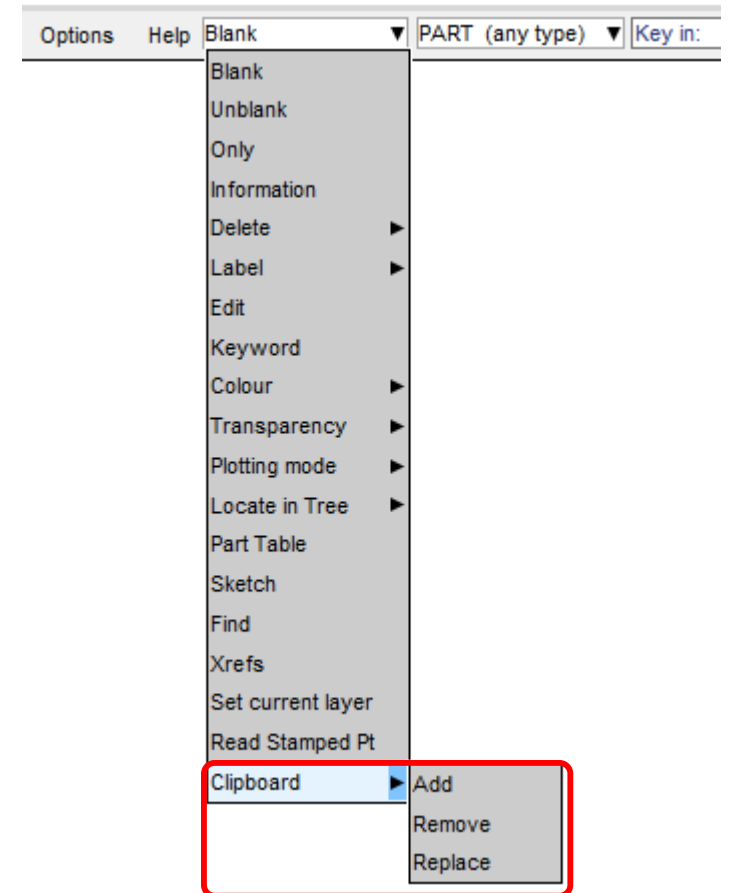 Options Help Blank ▼ PART (any type) ▼ Key in:
Blank
Unblank
Only
Information
Delete ►
Label ►
Edit
Keyword
Colour ►
Transparency ►
Plotting mode ►
Locate in Tree ►
Part Table
Sketch
Find
Xrefs
Set current layer
Read Stamped Pt
Clipboard ► Add
Remove
Replace